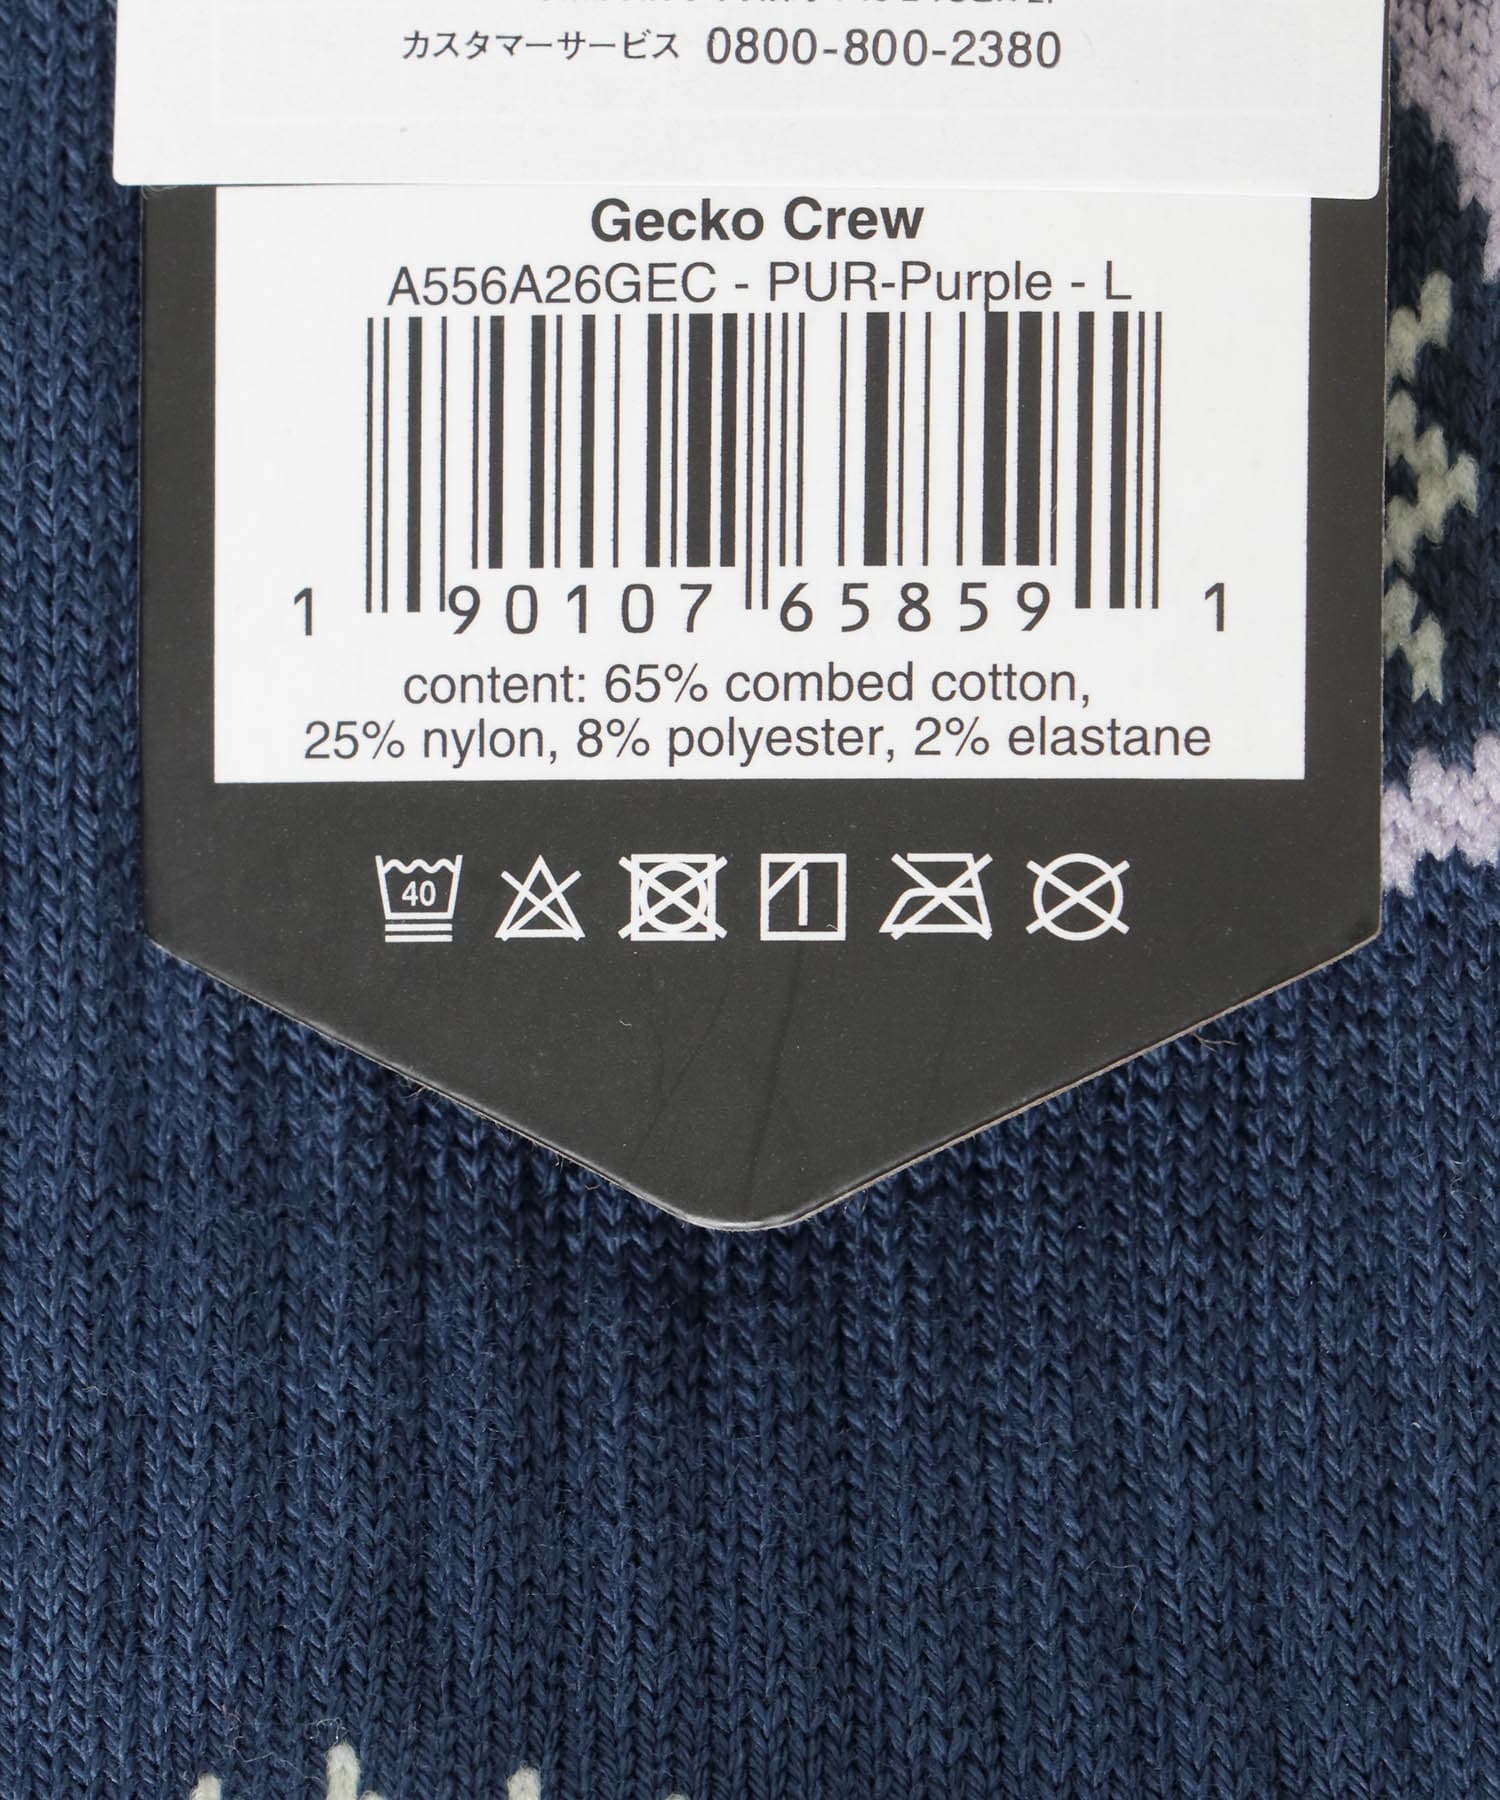 カスタマーサービス 0800-800-2380
Gecko Crew
A556A26GEC - PUR-Purple - L
1 90107 65859 1
content: 65% combed cotton,
25% nylon, 8% polyester, 2% elastane
40